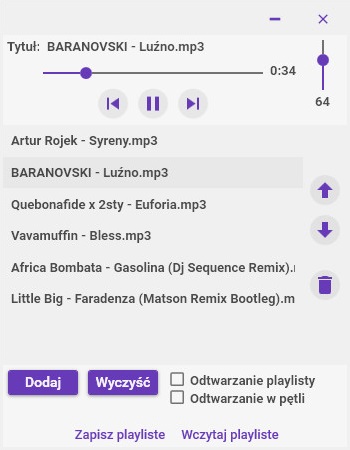 Tytuł: BARANOVSKI - Luźno.mp3
0:34
64
Artur Rojek - Syreny.mp3
BARANOVSKI - Luźno.mp3
Quebonafide x 2sty - Euforia.mp3
Vavamuffin - Bless.mp3
Africa Bombata - Gasolina (Dj Sequence Remix).
Little Big - Faradenza (Matson Remix Bootleg).m
Dodaj Wyczyść
Odtwarzanie playlisty
Odtwarzanie w pętli
Zapisz playliste Wczytaj playliste